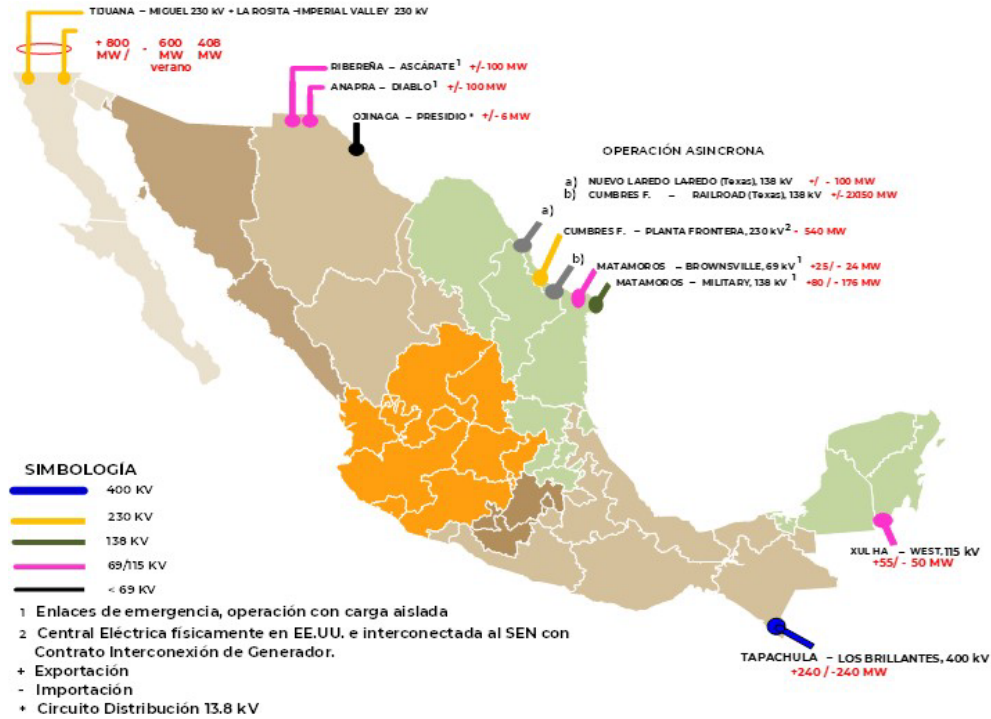 TIJUANA – MIGUEL 230 kV + LA ROSITA –IMPERIAL VALLEY 230 kV
+ 800 MW / - 600 MW 408 MW
verano
RIBEREÑA – ASCÁRATE¹ +/-100 MW
ANAPRA – DIABLO¹ +/- 100 MW
OJINAGA – PRESIDIO * +/- 6 MW
OPERACIÓN ASINCRONA
a) NUEVO LAREDO LAREDO (Texas), 138 kV +/ - 100 MW
b) CUMBRES F. – RAILROAD (Texas), 138 kV +/- 2X150 MW
a)
CUMBRES F. – PLANTA FRONTERA, 230 kV² - 540 MW
b)
MATAMOROS – BROWNSVILLE, 69 kV¹ +25 / - 24 MW
MATAMOROS – MILITARY, 138 kV ¹ +80 / - 176 MW
SIMBOLOGÍA
400 KV
230 KV
138 KV
69/115 KV
< 69 KV
XUL HA – WEST, 115 kV
+55/ - 50 MW
TAPACHULA – LOS BRILLANTES, 400 kV
+240 / -240 MW
1 Enlaces de emergencia, operación con carga aislada
2 Central Eléctrica físicamente en EE.UU. e interconectada al SEN con
Contrato Interconexión de Generador.
+ Exportación
- Importación
+ Circuito Distribución 13.8 kV